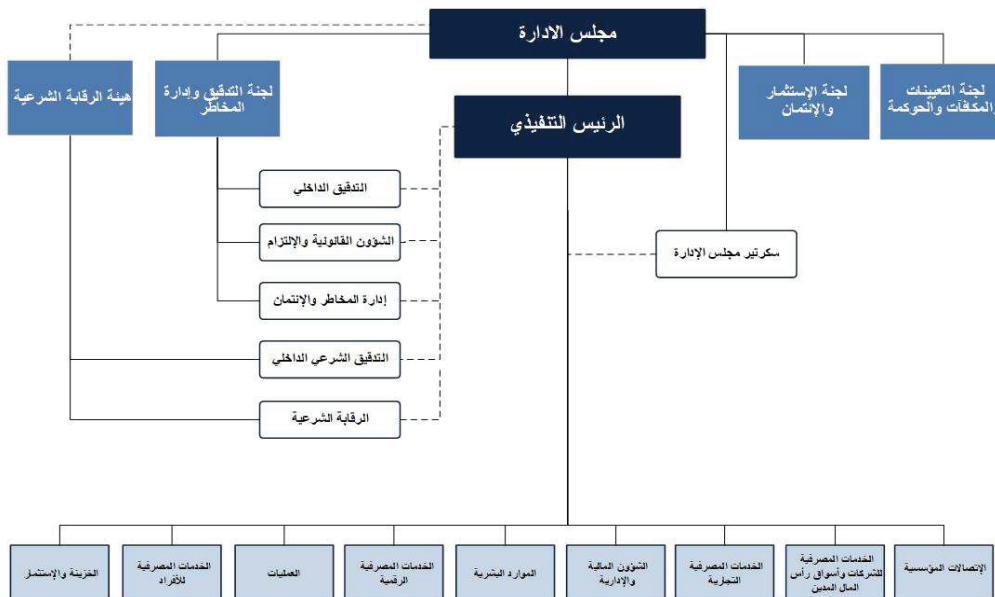 مجلس الادارة
لجنة التعيينات
والمكافآت والحوكمة
لجنة الإستثمار
والإئتمان
لجنة التدقيق وإدارة
المخاطر
هيئة الرقابة الشرعية
الرئيس التنفيذي
التدقيق الداخلي
الشؤون القانونية والإلتزام
سكرتير مجلس الإدارة
إدارة المخاطر والإئتمان
التدقيق الشرعي الداخلي
الرقابة الشرعية
الإتصالات المؤسسية
الخدمات المصرفية
للشركات وأسواق رأس
المال المدين
الخدمات المصرفية
التجارية
الشؤون المالية
والإدارية
الموارد البشرية
الخدمات المصرفية
الرقمية
العمليات
الخدمات المصرفية
للأفراد
الخزينة والإستثمار